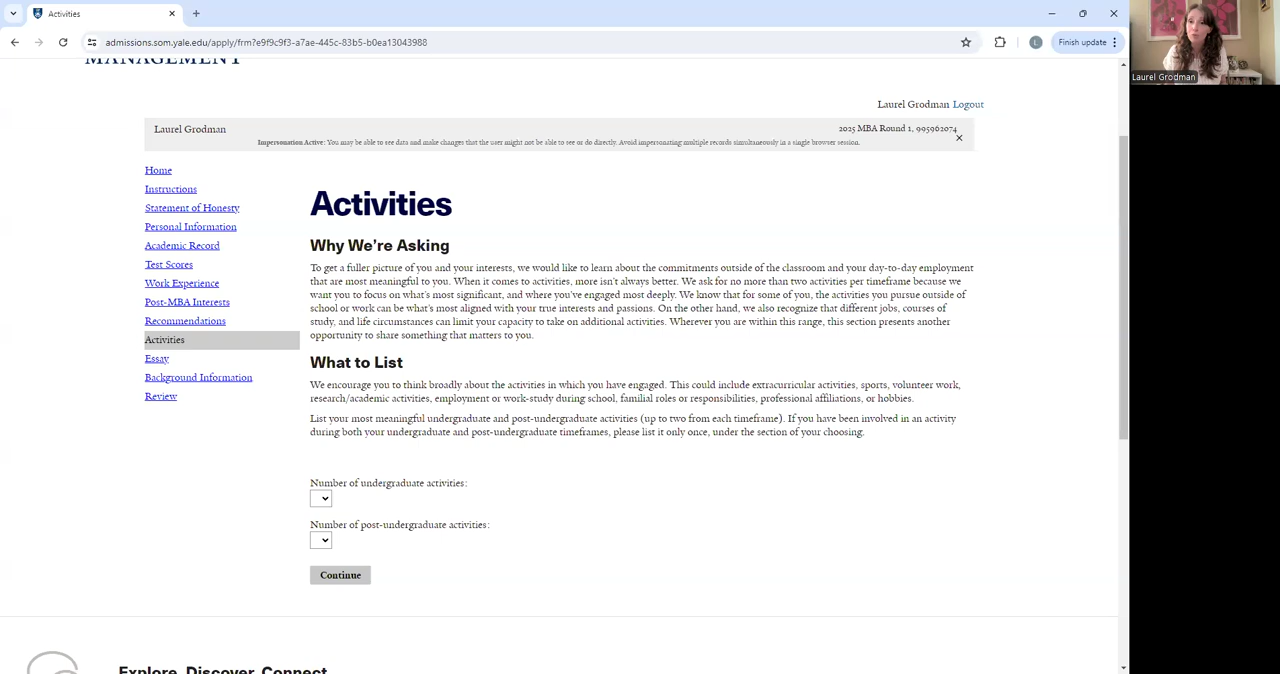 Activities
admissions.som.yale.edu/apply/frm?e9f9c9f3-a7ae-445c-83b5-b0ea13043988
L
Finish update
Laurel Grodman
MANAGEMENT
Laurel Grodman Logout
Laurel Grodman
2025 MBA Round 1, 995962074
Impersonation Active: You may be able to see data and make changes that the user might not be able to see or do directly. Avoid impersonating multiple records simultaneously in a single browser session.
Home
Instructions
Statement of Honesty
Personal Information
Academic Record
Test Scores
Work Experience
Post-MBA Interests
Recommendations
Activities
Essay
Background Information
Review
Activities
Why We're Asking
To get a fuller picture of you and your interests, we would like to learn about the commitments outside of the classroom and your day-to-day employment
that are most meaningful to you. When it comes to activities, more isn't always better. We ask for no more than two activities per timeframe because we
want you to focus on what's most significant, and where you've engaged most deeply. We know that for some of you, the activities you pursue outside of
school or work can be what's most aligned with your true interests and passions. On the other hand, we also recognize that different jobs, courses of
study, and life circumstances can limit your capacity to take on additional activities. Wherever you are within this range, this section presents another
opportunity to share something that matters to you.
What to List
We encourage you to think broadly about the activities in which you have engaged. This could include extracurricular activities, sports, volunteer work,
research/academic activities, employment or work-study during school, familial roles or responsibilities, professional affiliations, or hobbies.
List your most meaningful undergraduate and post-undergraduate activities (up to two from each timeframe). If you have been involved in an activity
during both your undergraduate and post-undergraduate timeframes, please list it only once, under the section of your choosing.
Number of undergraduate activities:
Number of post-undergraduate activities:
Continue
Explore. Discover. Connect.